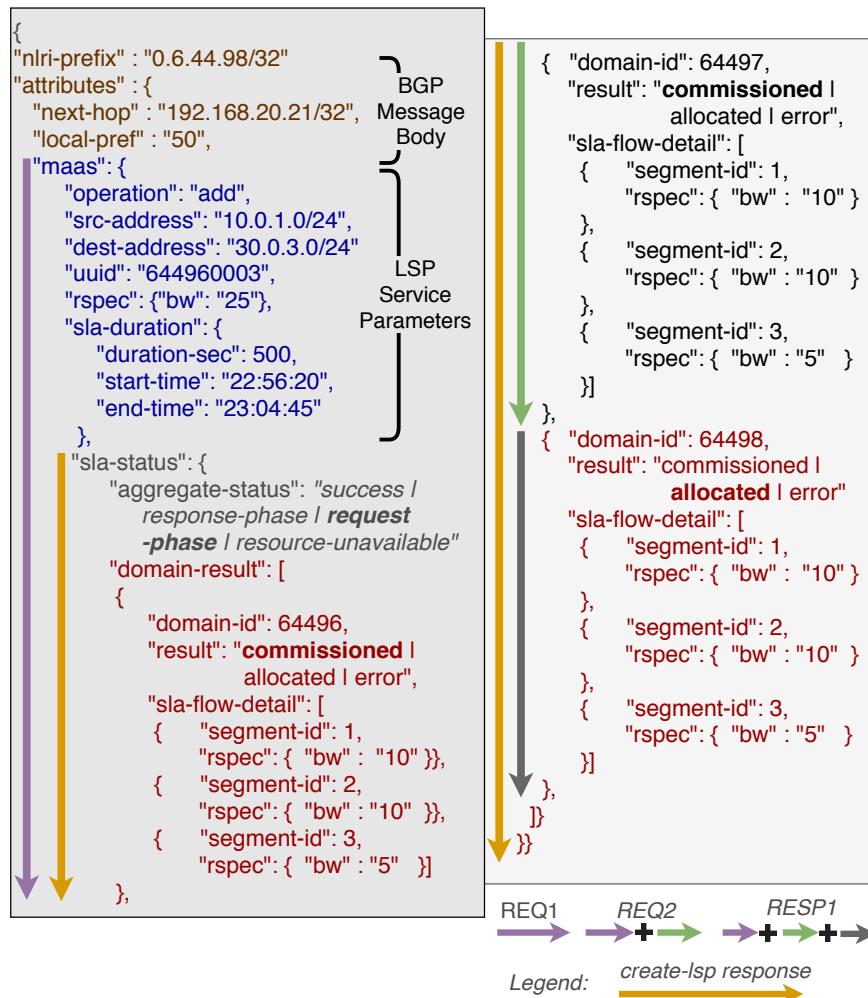 {
"nlri-prefix" : "0.6.44.98/32"
"attributes" : {
"next-hop" : "192.168.20.21/32",
"local-pref" : "50",
BGP
Message
Body
"maas": {
"operation": "add",
"src-address": "10.0.1.0/24",
"dest-address": "30.0.3.0/24"
"uuid": "644960003",
"rspec": {"bw": "25"},
"sla-duration": {
"duration-sec": 500,
"start-time": "22:56:20",
"end-time": "23:04:45"
},
LSP
Service
Parameters
"sla-status": {
"aggregate-status": "success |
response-phase | request
-phase | resource-unavailable"
"domain-result": [
{
"domain-id": 64496,
"result": "commissioned |
allocated | error",
"sla-flow-detail": [
{ "segment-id": 1,
"rspec": { "bw" : "10" }},
{ "segment-id": 2,
"rspec": { "bw" : "10" }},
{ "segment-id": 3,
"rspec": { "bw" : "5" }]
},
{ "domain-id": 64497,
"result": "commissioned |
allocated | error",
"sla-flow-detail": [
{ "segment-id": 1,
"rspec": { "bw" : "10" }
},
{ "segment-id": 2,
"rspec": { "bw" : "10" }
},
{ "segment-id": 3,
"rspec": { "bw" : "5" }
}]
},
{ "domain-id": 64498,
"result": "commissioned |
allocated | error"
"sla-flow-detail": [
{ "segment-id": 1,
"rspec": { "bw" : "10" }
},
{ "segment-id": 2,
"rspec": { "bw" : "10" }
},
{ "segment-id": 3,
"rspec": { "bw" : "5" }
}]
},
]}
}}
REQ1 REQ2 RESP1
+ + +
Legend: create-lsp response